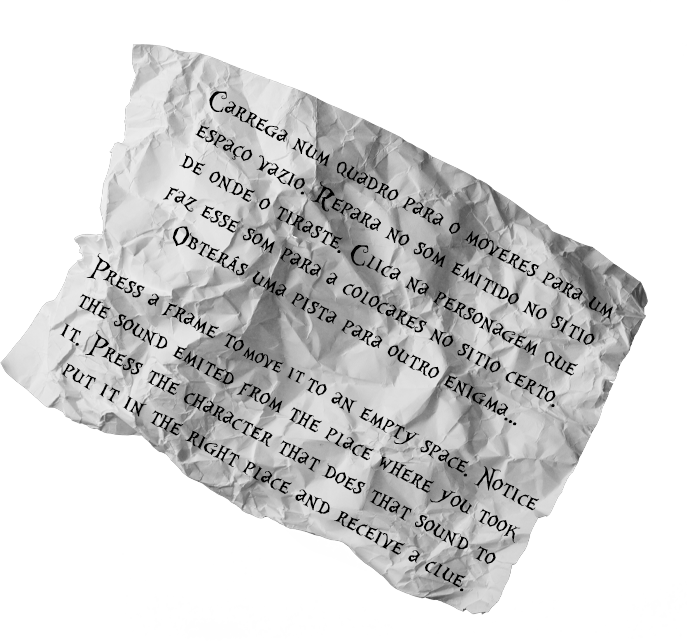 Carrega num quadro para o moveres para um
espaço vazio. Repara no som emitido no sítio
de onde o tiraste. Clica na personagem que
faz esse som para a colocares no sítio certo.
Obterás uma pista para outro enigma...
Press a frame to move it to an empty space. Notice
the sound emited from the place where you took
it. Press the character that does that sound to
put it in the right place and receive a clue.